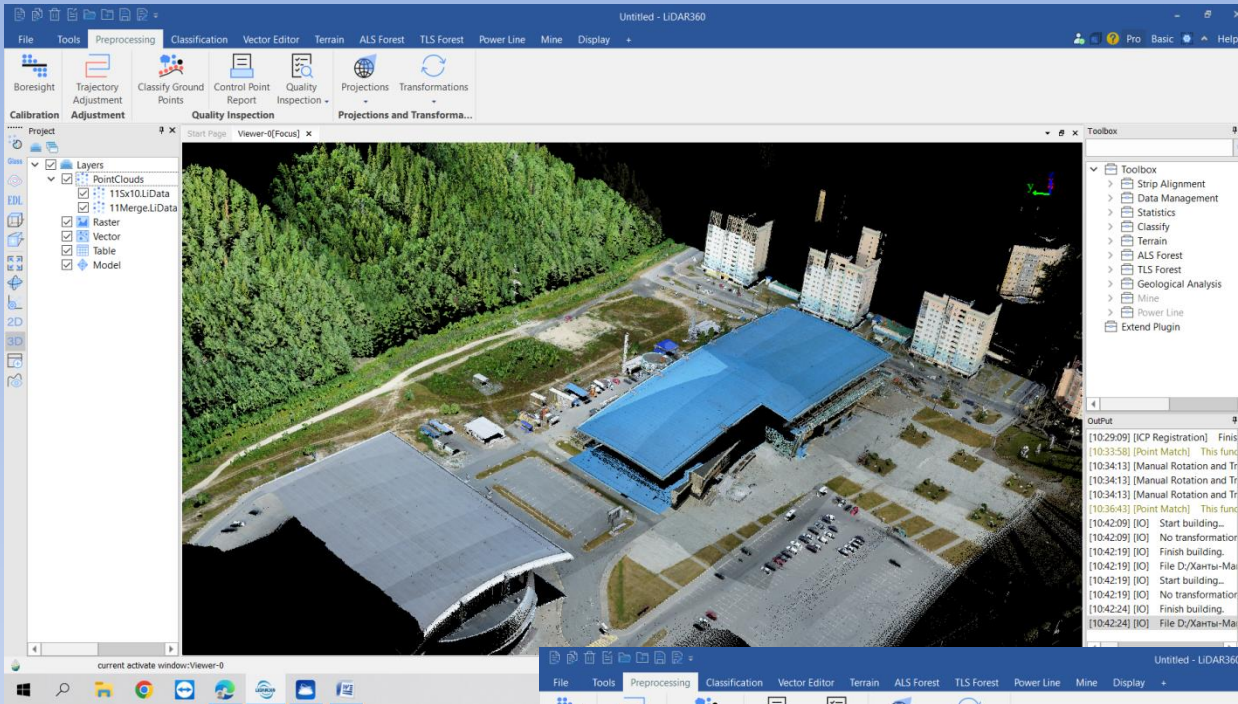 Untitled - LiDAR360
File Tools Preprocessing Classification Vector Editor Terrain ALS Forest TLS Forest Power Line Mine Display +
Pro Basic Help
Boresight
Trajectory Adjustment
Classify Ground Points
Control Point Report
Quality Inspection
Projections
Transformations
Calibration
Adjustment
Quality Inspection
Projections and Transforma...
Project
Start Page
Viewer-0[Focus]
Toolbox
Layers
PointClouds
11Sx10.LiData
11Merge.LiData
Raster
Vector
Table
Model
EDL
2D
3D
Toolbox
Strip Alignment
Data Management
Statistics
Classify
Terrain
ALS Forest
TLS Forest
Geological Analysis
Mine
Power Line
Extend Plugin
OutPut
[10:29:09] [ICP Registration] Finis
[10:33:58] [Point Match] This func
[10:34:13] [Manual Rotation and Tr
[10:34:13] [Manual Rotation and Tr
[10:34:13] [Manual Rotation and Tr
[10:36:43] [Point Match] This func
[10:42:09] [IO] Start building...
[10:42:09] [IO] No transformation
[10:42:19] [IO] Finish building.
[10:42:19] [IO] File D:/Ханты-Ма
[10:42:19] [IO] Start building...
[10:42:19] [IO] No transformation
[10:42:24] [IO] Finish building.
[10:42:24] [IO] File D:/Ханты-Ма
current activate window:Viewer-0
Untitled - LiDAR360
File Tools Preprocessing Classification Vector Editor Terrain ALS Forest TLS Forest Power Line Mine Display +